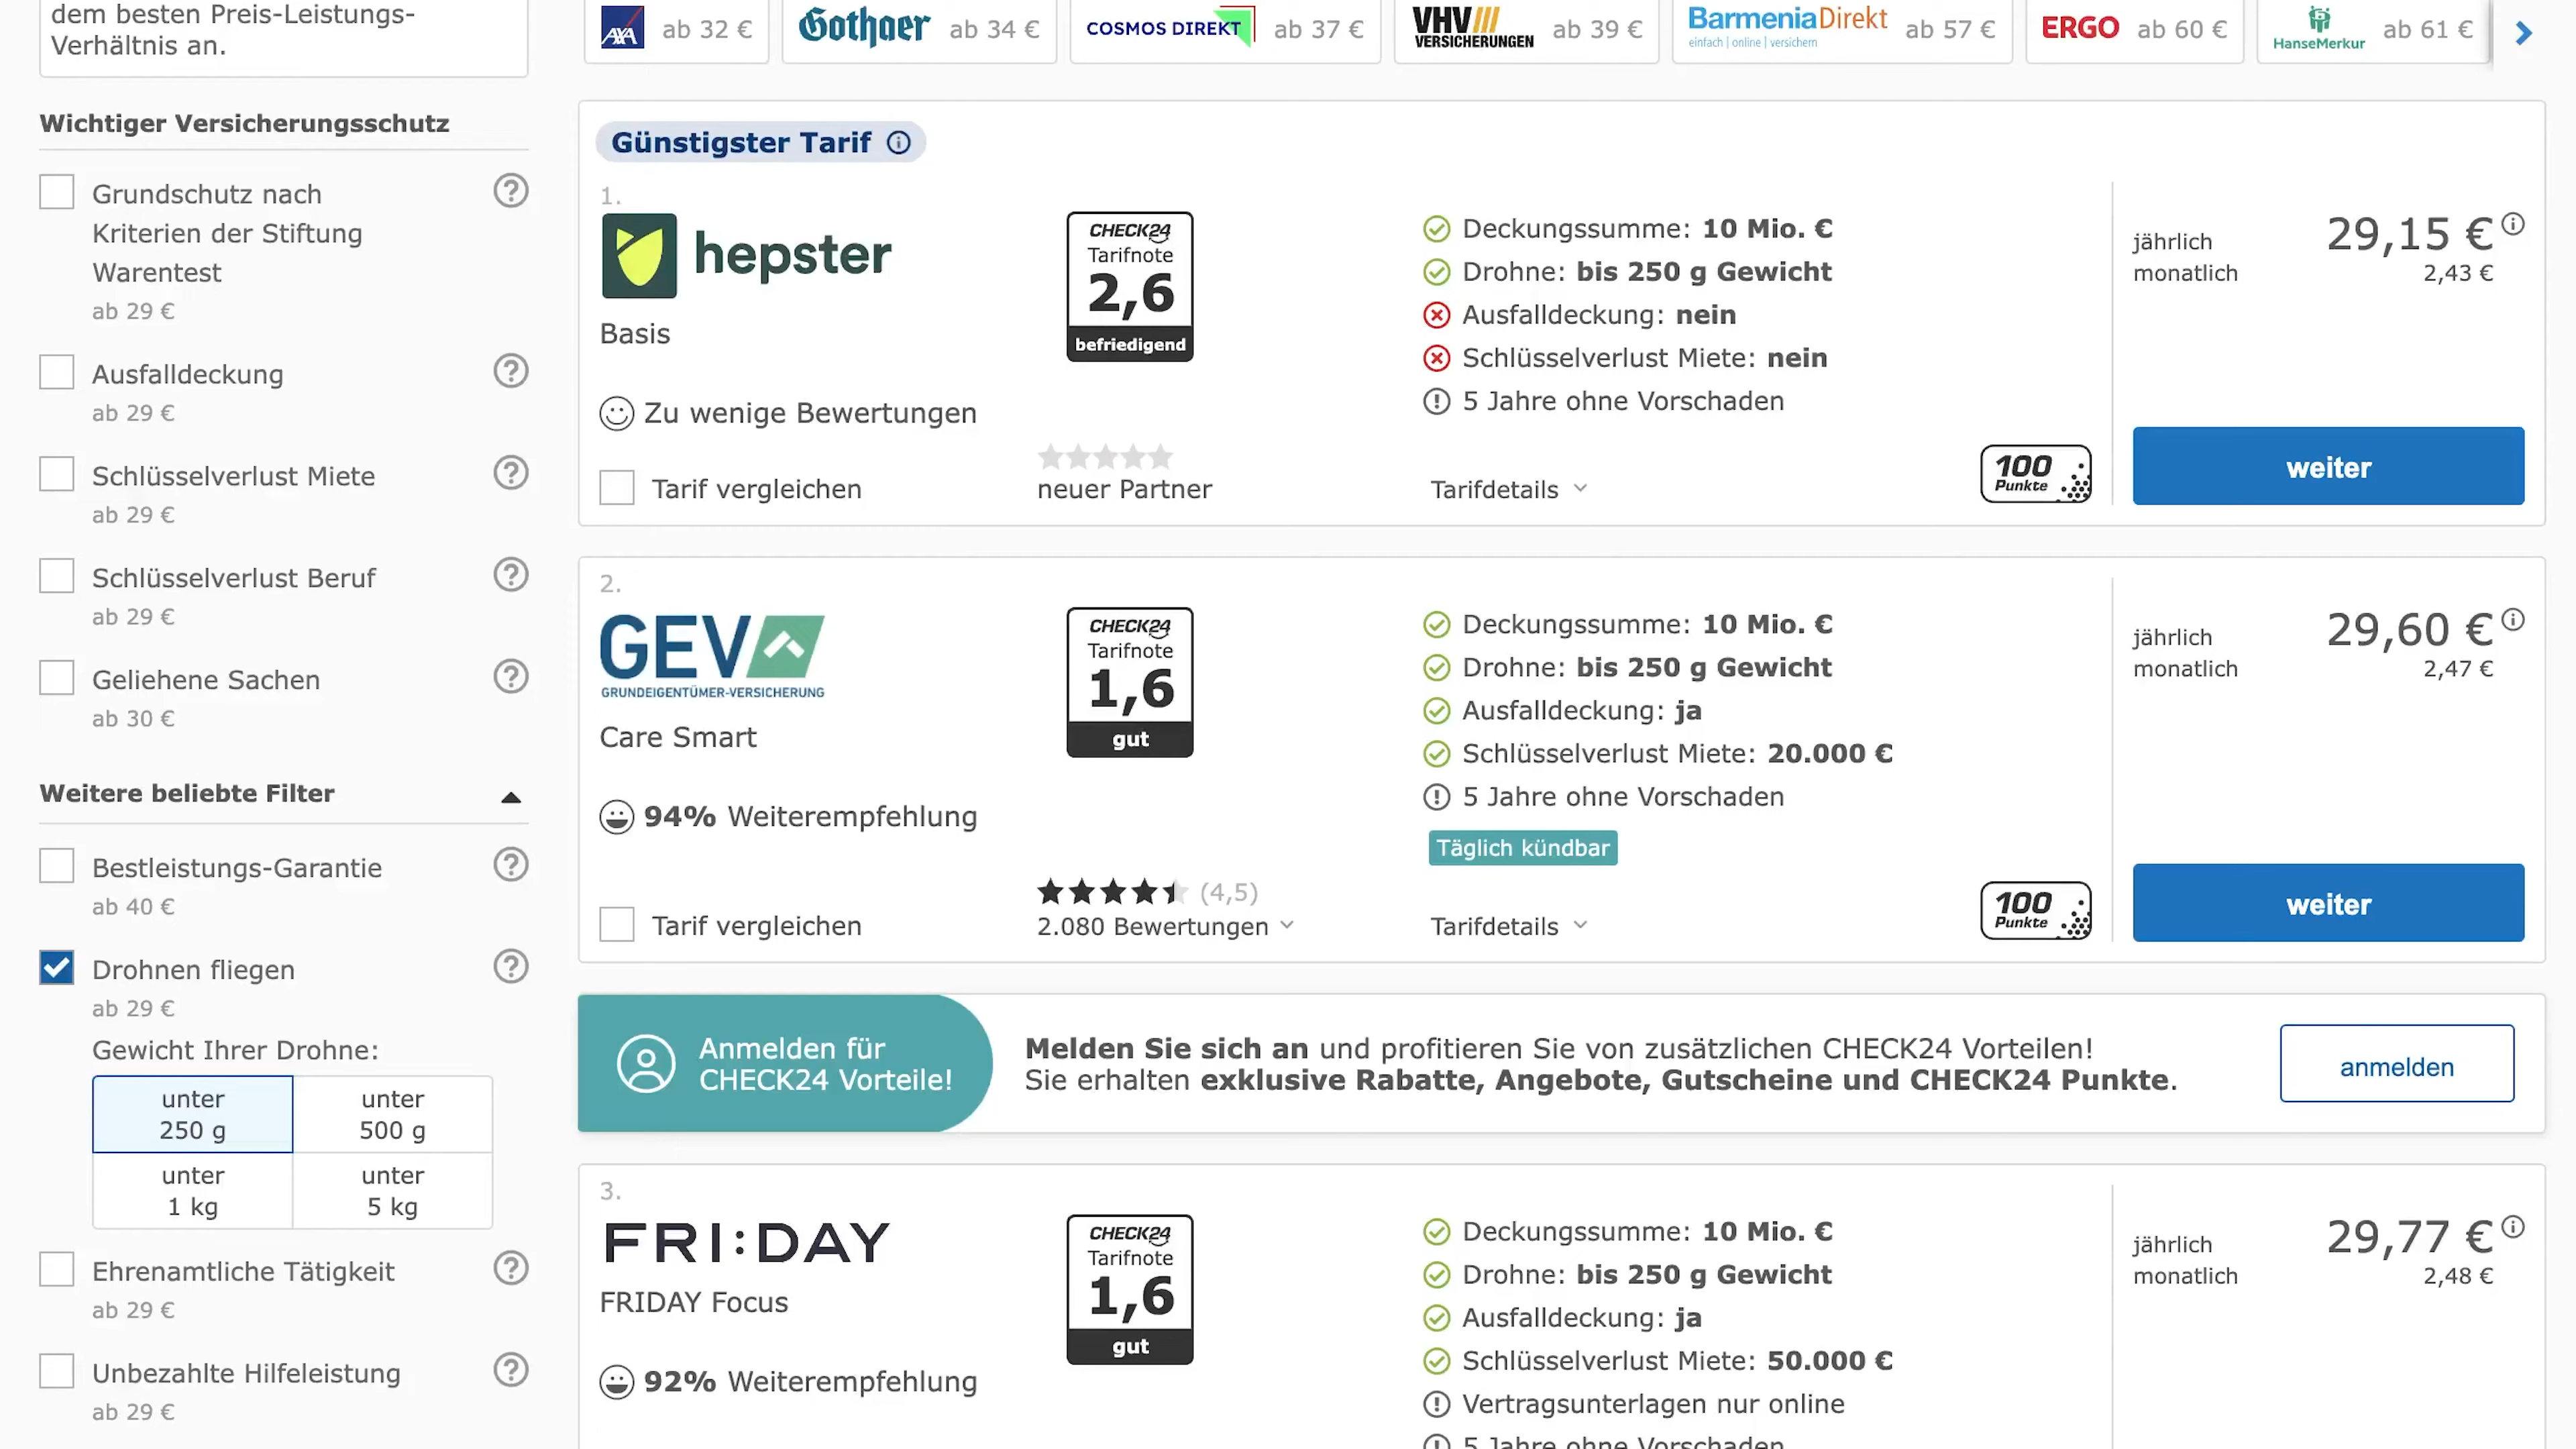 dem besten Preis-Leistungs-
Verhältnis an.
AXA ab 32 €
Gothaer ab 34 €
COSMOS DIREKT ab 37 €
VHV VERSICHERUNGEN ab 39 €
BarmeniaDirekt einfach | online | versichern ab 57 €
ERGO ab 60 €
HanseMerkur ab 61 €
Wichtiger Versicherungsschutz
Grundschutz nach
Kriterien der Stiftung
Warentest
ab 29 €
Ausfalldeckung
ab 29 €
Schlüsselverlust Miete
ab 29 €
Schlüsselverlust Beruf
ab 29 €
Geliehene Sachen
ab 30 €
Weitere beliebte Filter
Bestleistungs-Garantie
ab 40 €
Drohnen fliegen
ab 29 €
Gewicht Ihrer Drohne:
unter
250 g
unter
500 g
unter
1 kg
unter
5 kg
Ehrenamtliche Tätigkeit
ab 29 €
Unbezahlte Hilfeleistung
ab 29 €
Günstigster Tarif
1.
hepster
Basis
Zu wenige Bewertungen
Tarif vergleichen
CHECK24
Tarifnote
2,6
befriedigend
neuer Partner
Deckungssumme: 10 Mio. €
Drohne: bis 250 g Gewicht
Ausfalldeckung: nein
Schlüsselverlust Miete: nein
5 Jahre ohne Vorschaden
Tarifdetails
100
Punkte
jährlich 29,15 €
monatlich 2,43 €
weiter
2.
GEV
GRUNDEIGENTÜMER-VERSICHERUNG
Care Smart
94% Weiterempfehlung
Tarif vergleichen
CHECK24
Tarifnote
1,6
gut
(4,5)
2.080 Bewertungen
Deckungssumme: 10 Mio. €
Drohne: bis 250 g Gewicht
Ausfalldeckung: ja
Schlüsselverlust Miete: 20.000 €
5 Jahre ohne Vorschaden
Täglich kündbar
Tarifdetails
100
Punkte
jährlich 29,60 €
monatlich 2,47 €
weiter
Anmelden für
CHECK24 Vorteile!
Melden Sie sich an und profitieren Sie von zusätzlichen CHECK24 Vorteilen!
Sie erhalten exklusive Rabatte, Angebote, Gutscheine und CHECK24 Punkte.
anmelden
3.
FRI:DAY
FRIDAY Focus
92% Weiterempfehlung
CHECK24
Tarifnote
1,6
gut
Deckungssumme: 10 Mio. €
Drohne: bis 250 g Gewicht
Ausfalldeckung: ja
Schlüsselverlust Miete: 50.000 €
Vertragsunterlagen nur online
5 Jahre ohne Vorschaden
jährlich 29,77 €
monatlich 2,48 €